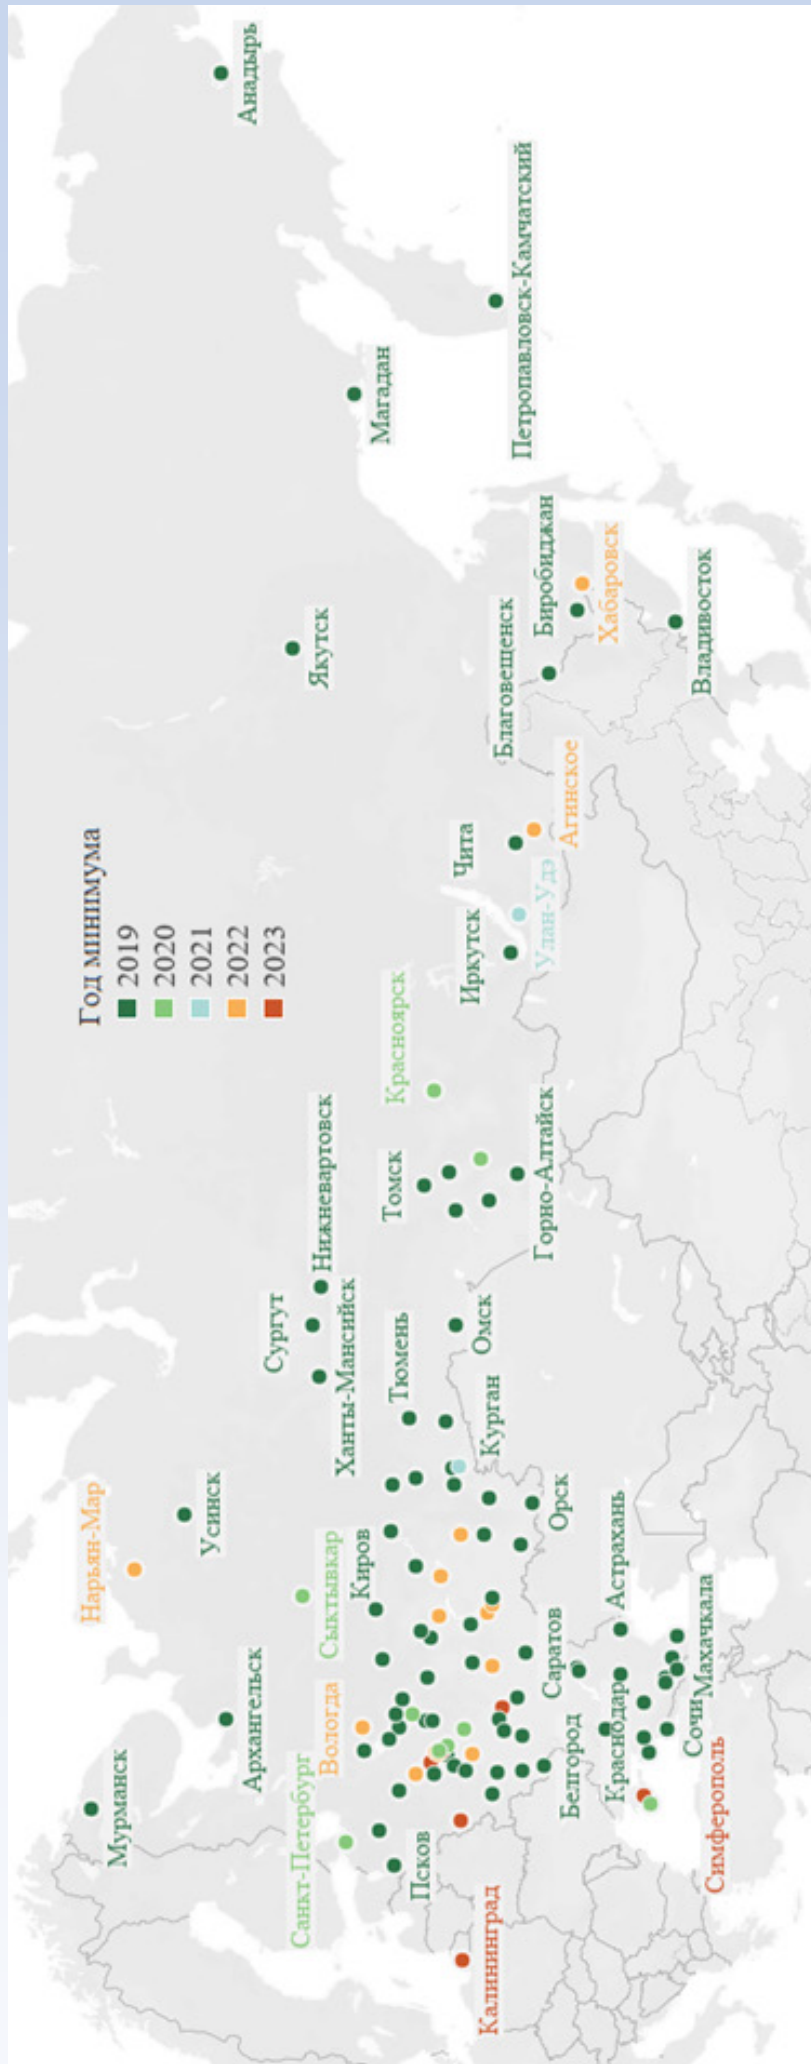 Год минимума
2019
2020
2021
2022
2023
Мурманск
Нарьян-Мар
Анадырь
Усинск
Архангельск
Сургут
Якутск
Магадан
Санкт-Петербург
Вологда
Сыктывкар
Киров
Ханты-Мансийск
Нижневартовск
Тюмень
Томск
Красноярск
Псков
Калининград
Курган
Омск
Иркутск
Чита
Благовещенск
Петропавловск-Камчатский
Белгород
Саратов
Орск
Горно-Алтайск
Улан-Удэ
Агинское
Биробиджан
Хабаровск
Краснодар
Астрахань
Симферополь
Сочи
Махачкала
Владивосток